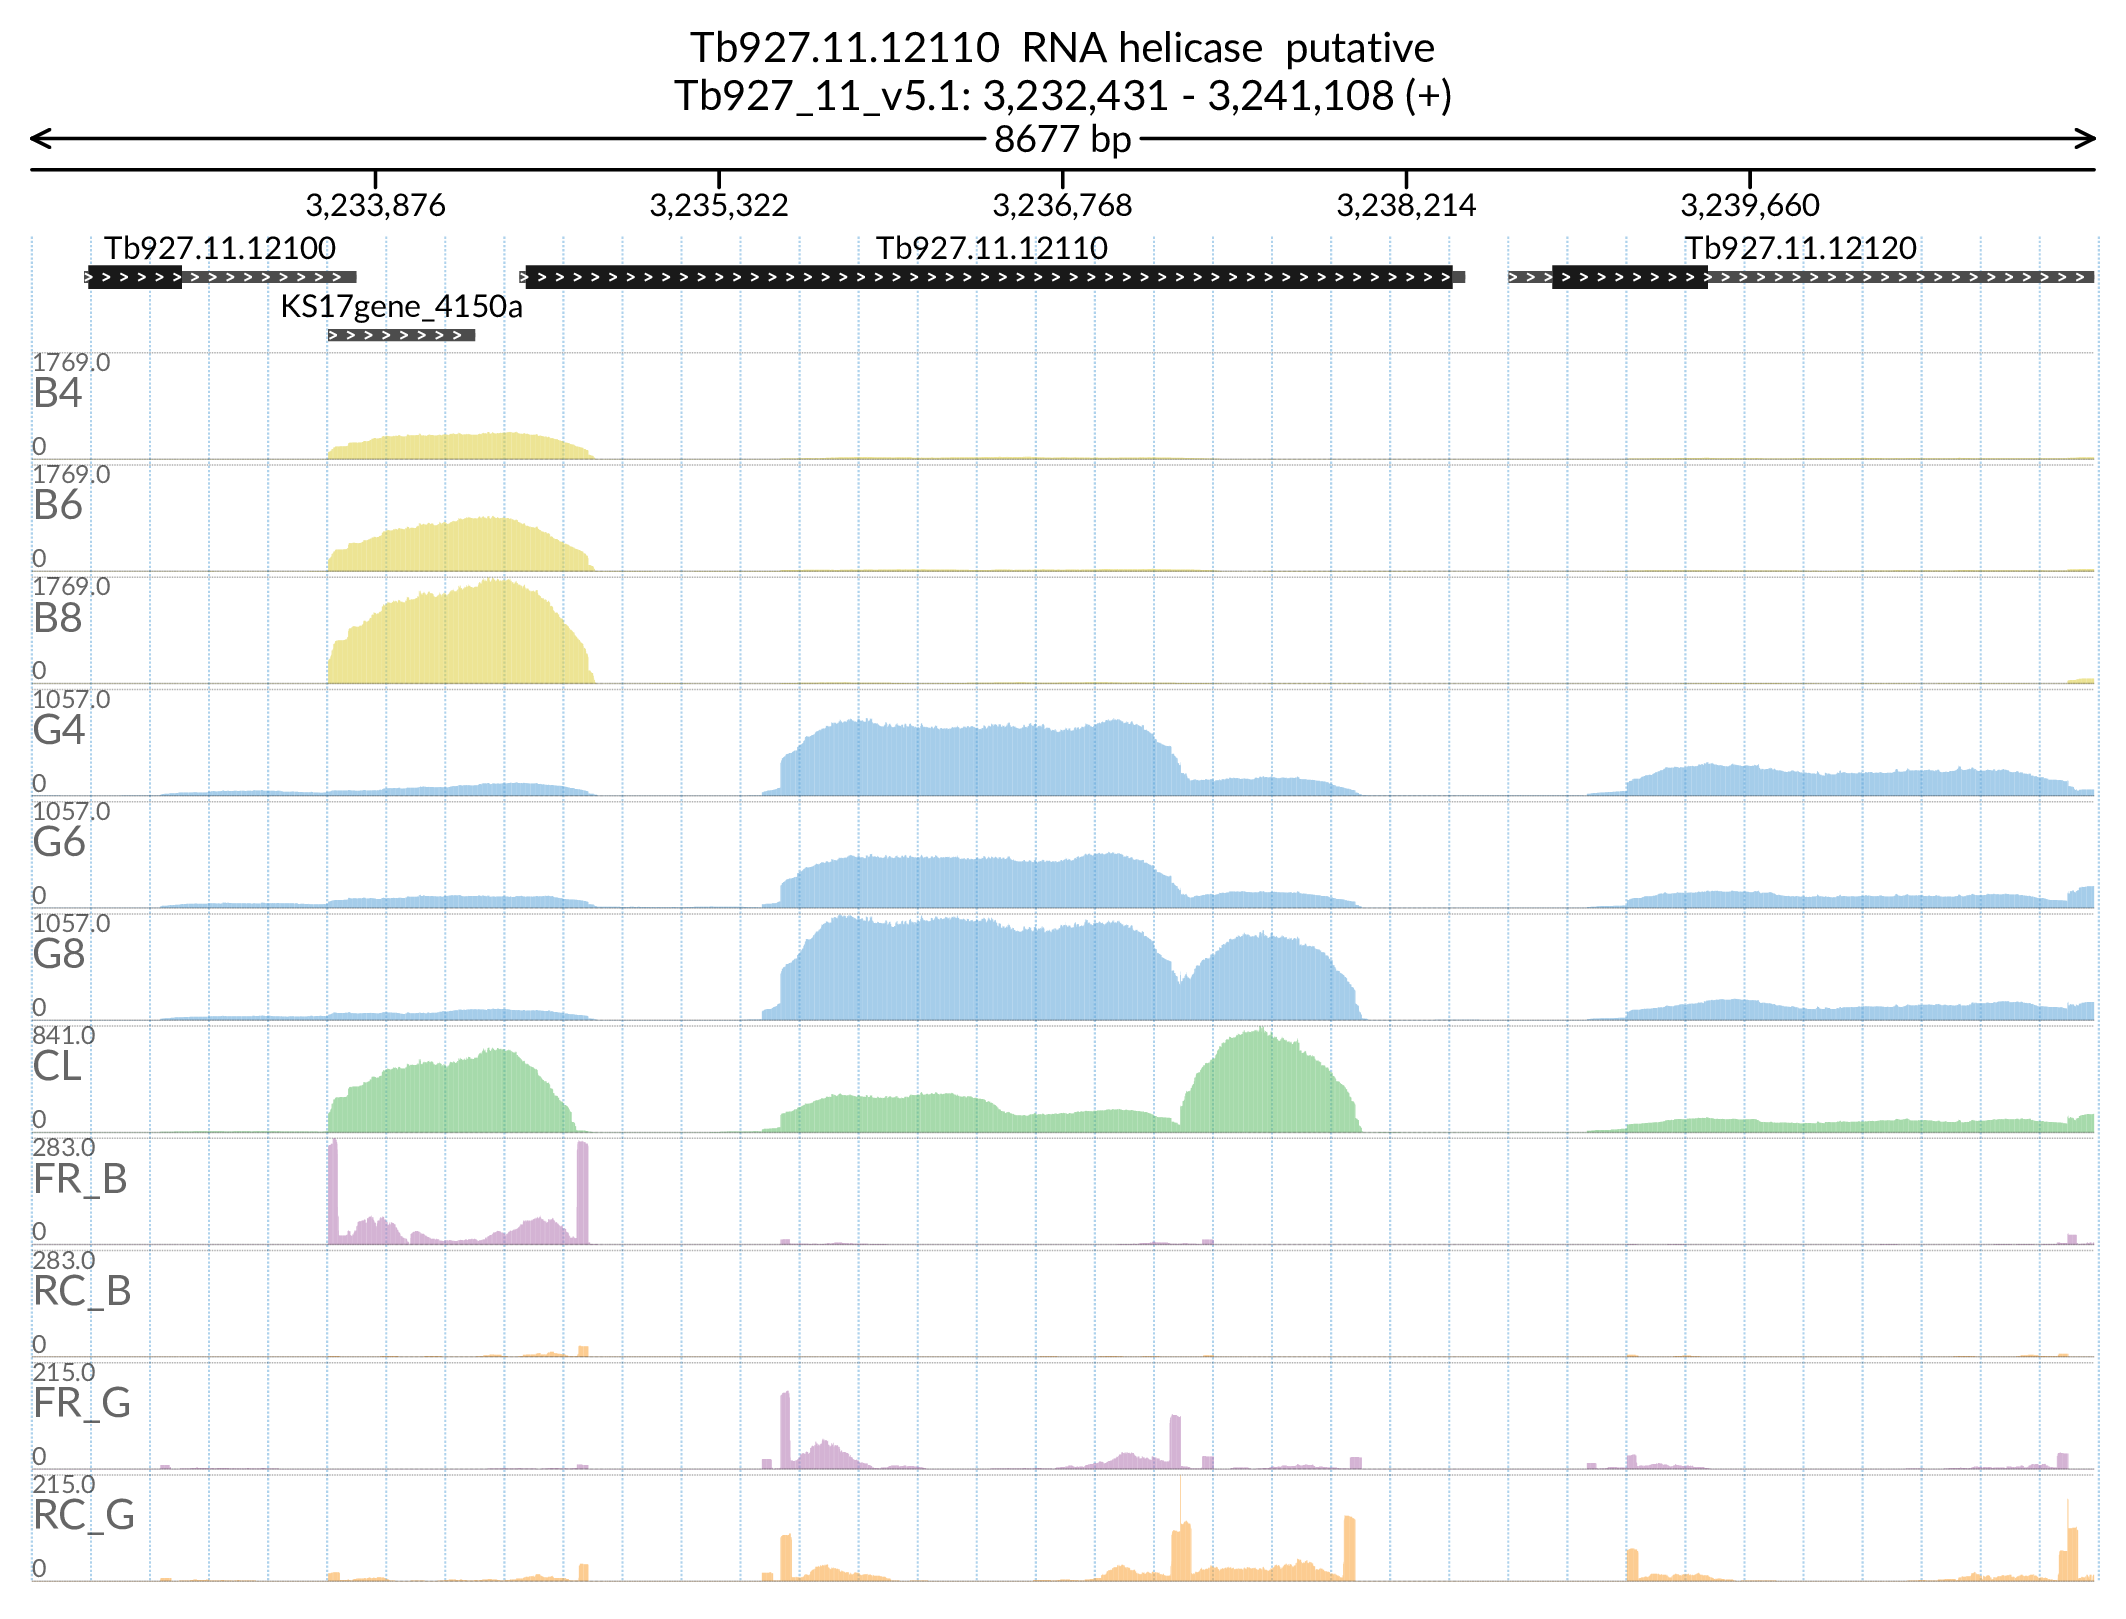 Tb927.11.12110  RNA helicase  putative
Tb927_11_v5.1: 3,232,431 - 3,241,108 (+)
8677 bp
3,233,876 3,235,322 3,236,768 3,238,214 3,239,660
Tb927.11.12100 Tb927.11.12110 Tb927.11.12120
KS17gene_4150a
1769.0
B4
0
1769.0
B6
0
1769.0
B8
0
1057.0
G4
0
1057.0
G6
0
1057.0
G8
0
841.0
CL
0
283.0
FR_B
0
283.0
RC_B
0
215.0
FR_G
0
215.0
RC_G
0